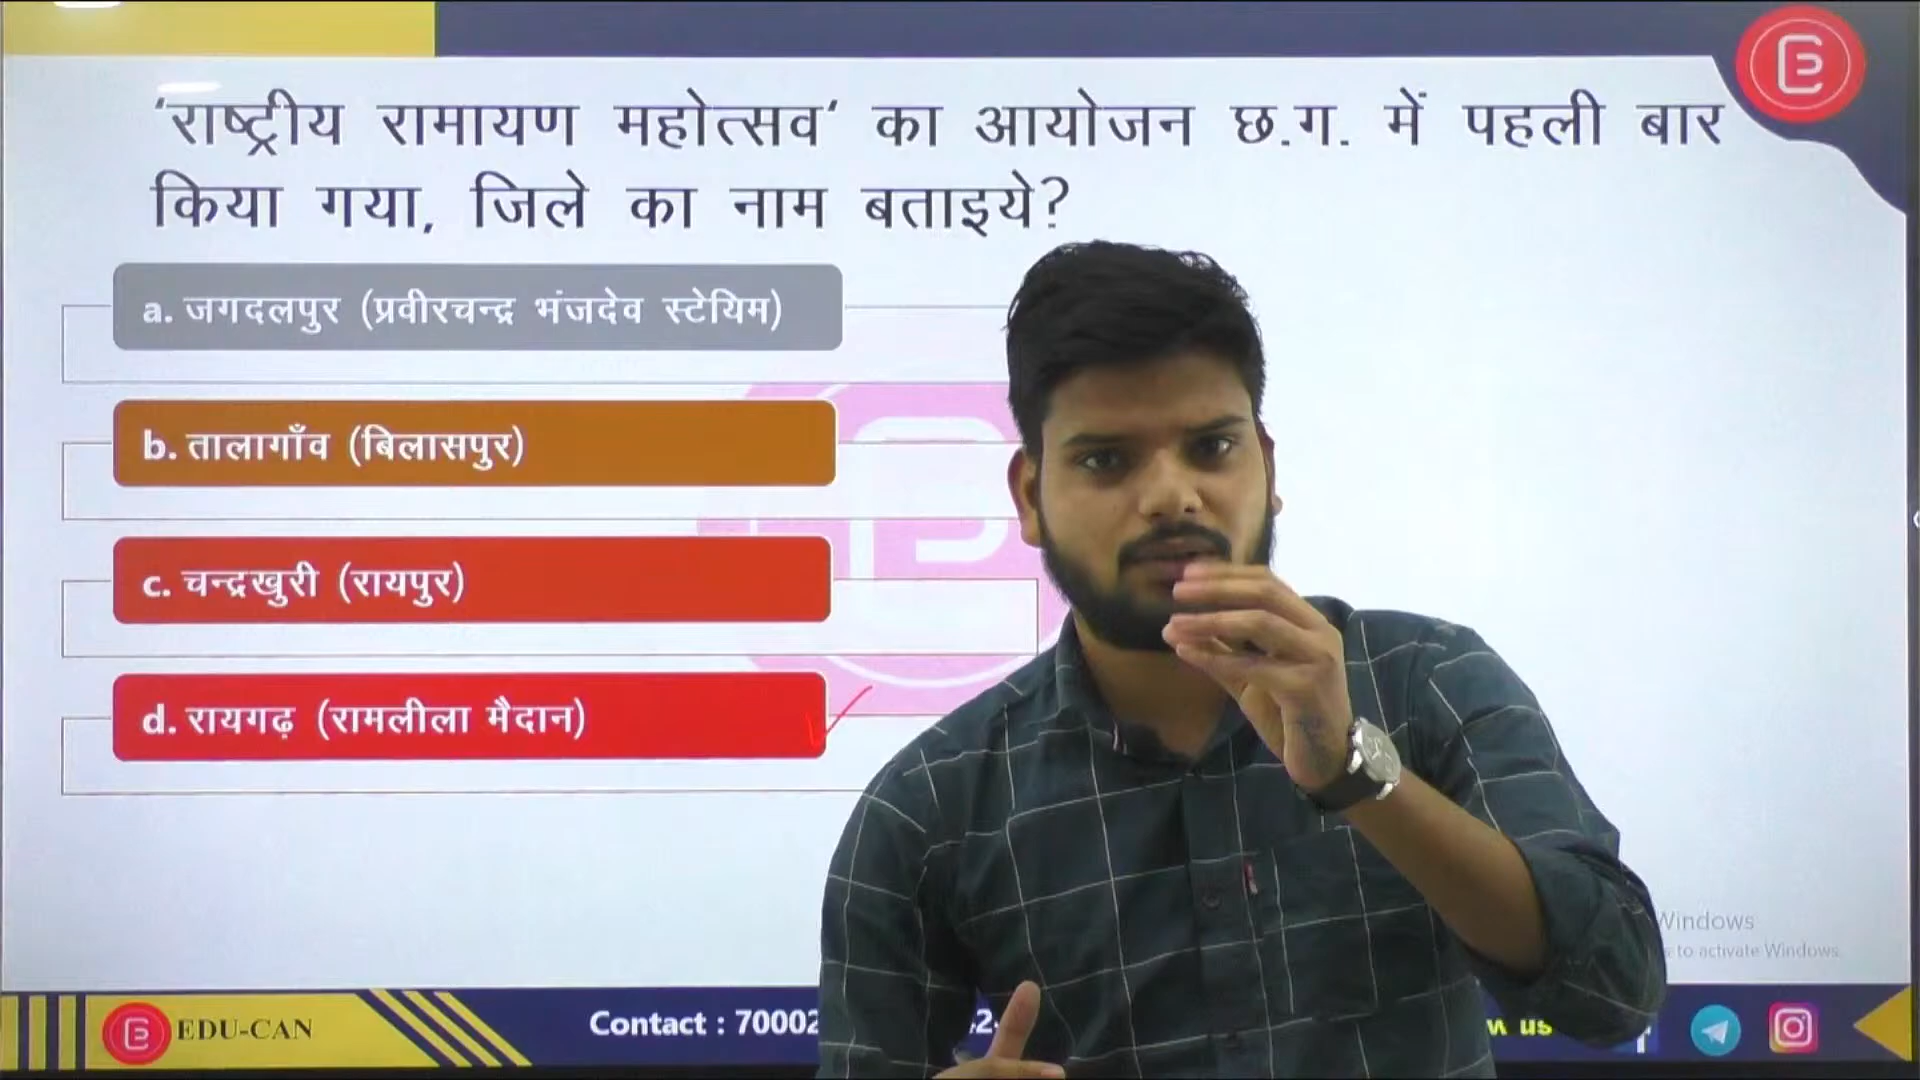 'राष्ट्रीय रामायण महोत्सव' का आयोजन छ.ग. में पहली बार
किया गया, जिले का नाम बताइये?
a. जगदलपुर (प्रवीरचन्द्र भंजदेव स्टेयिम)
b. तालागाँव (बिलासपुर)
c. चन्द्रखुरी (रायपुर)
d. रायगढ़ (रामलीला मैदान)
Windows
to activate Windows.
EDU-CAN
Contact : 70002
us